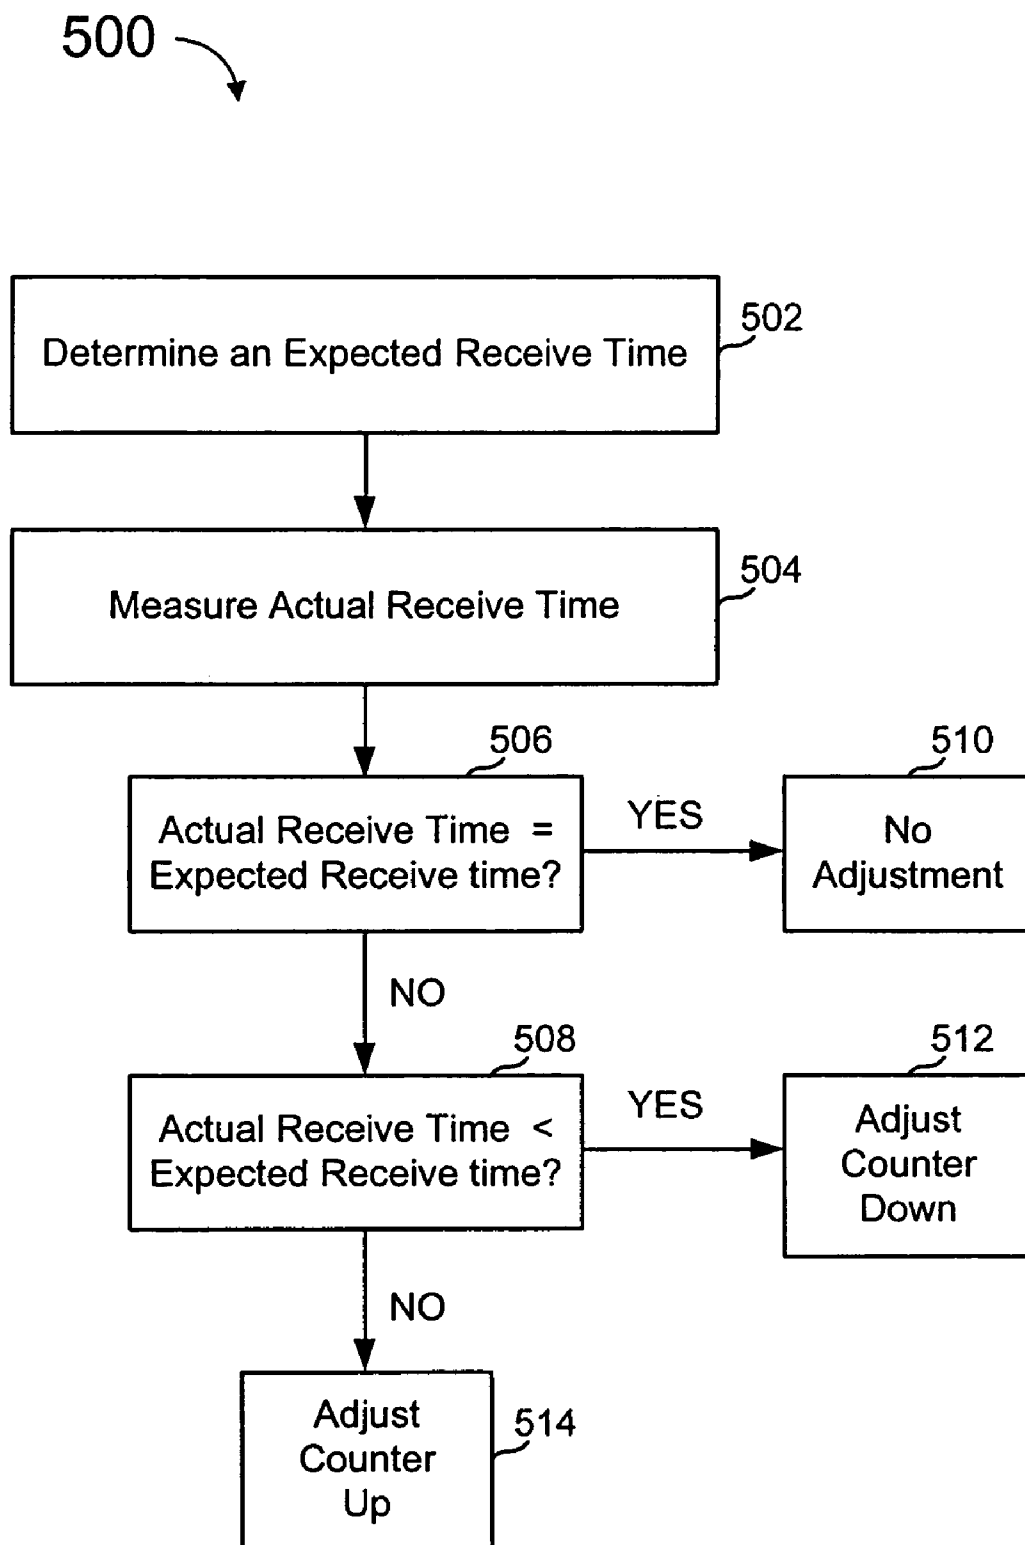 500
502
Determine an Expected Receive Time
504
Measure Actual Receive Time
506
Actual Receive Time =
Expected Receive time?
YES
510
No
Adjustment
NO
508
Actual Receive Time <
Expected Receive time?
YES
512
Adjust
Counter
Down
NO
514
Adjust
Counter
Up